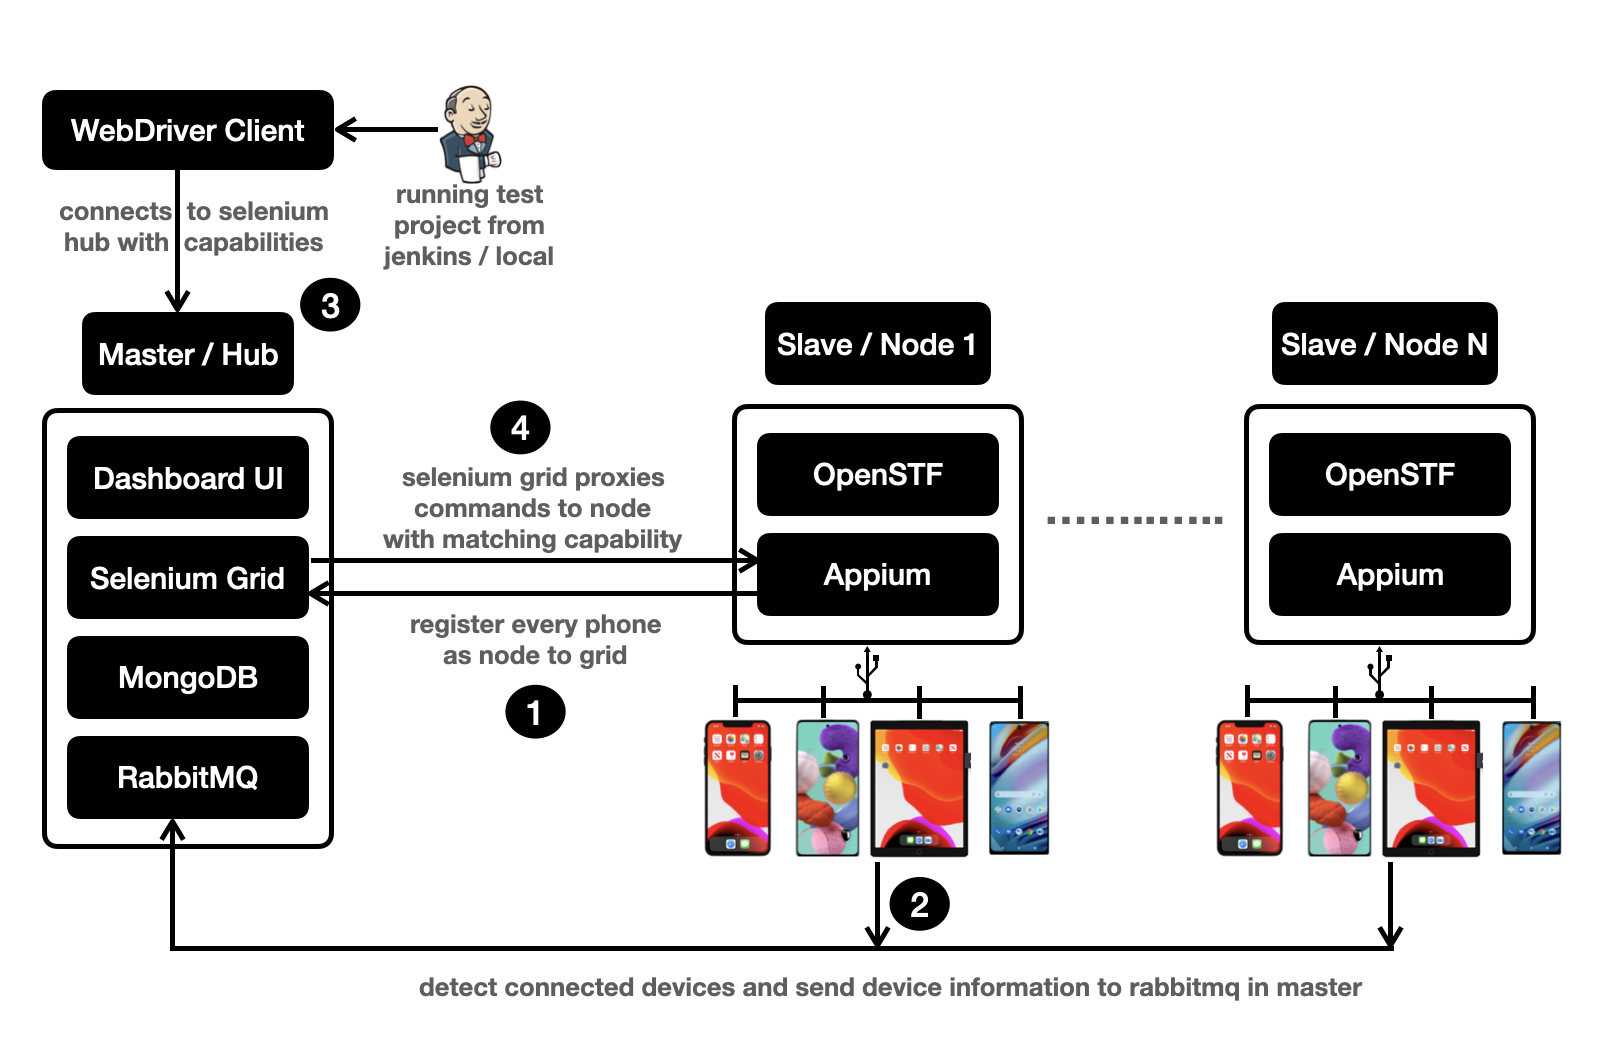 WebDriver Client
running test
project from
jenkins / local
connects to selenium
hub with capabilities
3
Master / Hub
Dashboard UI
Selenium Grid
MongoDB
RabbitMQ
4
selenium grid proxies
commands to node
with matching capability
register every phone
as node to grid
1
Slave / Node 1
OpenSTF
Appium
Slave / Node N
OpenSTF
Appium
2
detect connected devices and send device information to rabbitmq in master